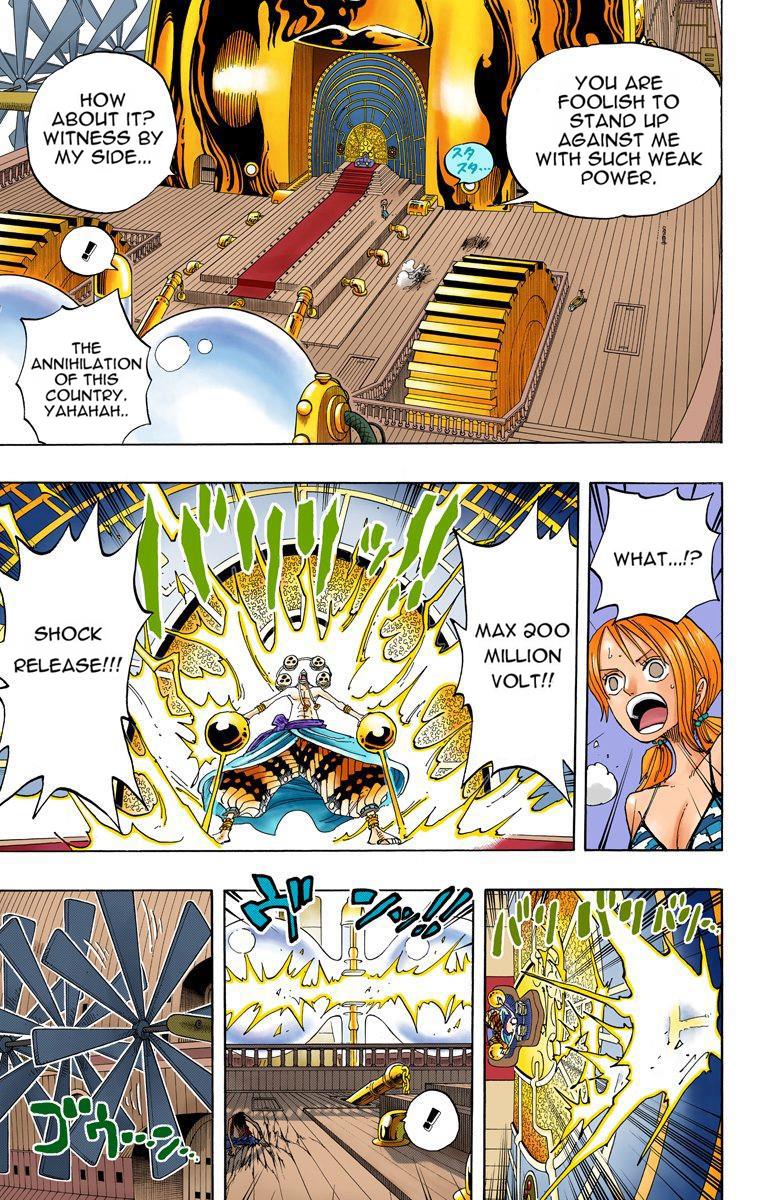 YOU ARE
FOOLISH TO
STAND UP
AGAINST ME
WITH SUCH WEAK
POWER.
スタ
スタ...
HOW
ABOUT IT?
WITNESS BY
MY SIDE...
!
THE
ANNIHILATION
OF THIS
COUNTRY.
YAHAHAH..
WHAT...!?
MAX 200
MILLION
VOLT!!
バリリッ!!
SHOCK
RELEASE!!!
バリバリバリ...
ヴンッ!!
!
ゴウ...ン...